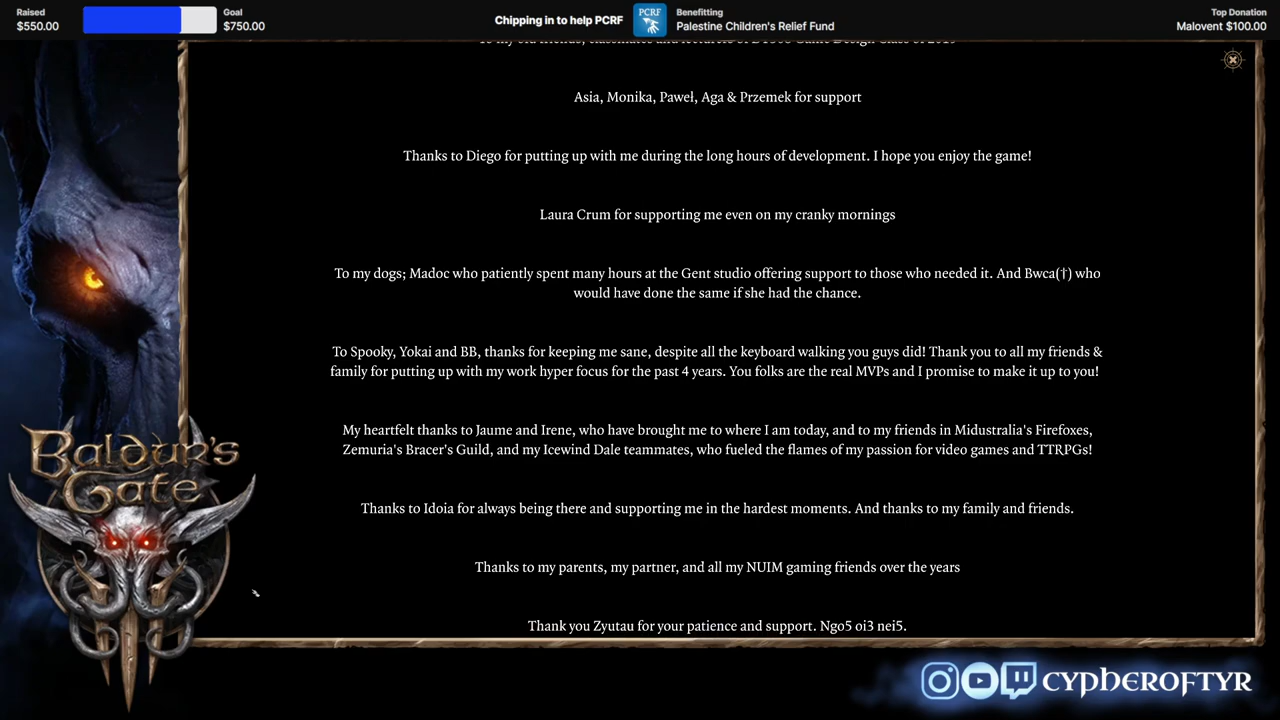 Raised
$550.00
Goal
$750.00
Chipping in to help PCRF
PCRF
Benefitting
Palestine Children's Relief Fund
Top Donation
Malovent $100.00
Asia, Monika, Paweł, Aga & Przemek for support
Thanks to Diego for putting up with me during the long hours of development. I hope you enjoy the game!
Laura Crum for supporting me even on my cranky mornings
To my dogs; Madoc who patiently spent many hours at the Gent studio offering support to those who needed it. And Bwca(†) who
would have done the same if she had the chance.
To Spooky, Yokai and BB, thanks for keeping me sane, despite all the keyboard walking you guys did! Thank you to all my friends &
family for putting up with my work hyper focus for the past 4 years. You folks are the real MVPs and I promise to make it up to you!
My heartfelt thanks to Jaume and Irene, who have brought me to where I am today, and to my friends in Midustralia's Firefoxes,
Zemuria's Bracer's Guild, and my Icewind Dale teammates, who fueled the flames of my passion for video games and TTRPGs!
Thanks to Idoia for always being there and supporting me in the hardest moments. And thanks to my family and friends.
Thanks to my parents, my partner, and all my NUIM gaming friends over the years
Thank you Zyutau for your patience and support. Ngo5 oi3 nei5.
Baldur's
Gate
cypheroftyr